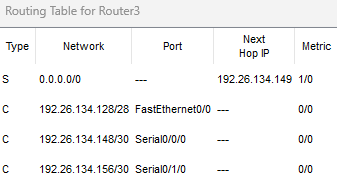 Routing Table for Router3
Type Network Port Next Hop IP Metric
S 0.0.0.0/0 --- 192.26.134.149 1/0
C 192.26.134.128/28 FastEthernet0/0 --- 0/0
C 192.26.134.148/30 Serial0/0/0 --- 0/0
C 192.26.134.156/30 Serial0/1/0 --- 0/0